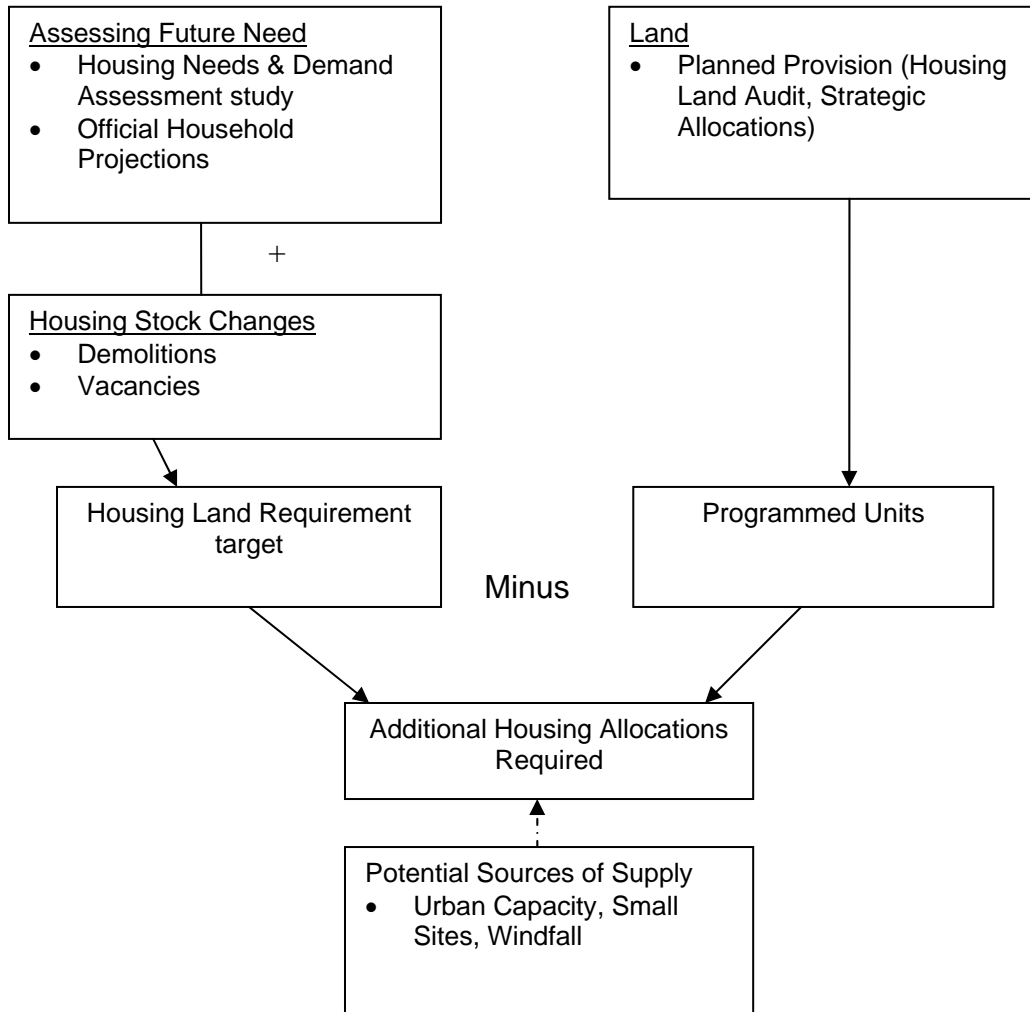 Assessing Future Need
• Housing Needs & Demand
Assessment study
• Official Household
Projections
Land
• Planned Provision (Housing
Land Audit, Strategic
Allocations)
+
Housing Stock Changes
• Demolitions
• Vacancies
Housing Land Requirement
target
Programmed Units
Minus
Additional Housing Allocations
Required
Potential Sources of Supply
• Urban Capacity, Small
Sites, Windfall